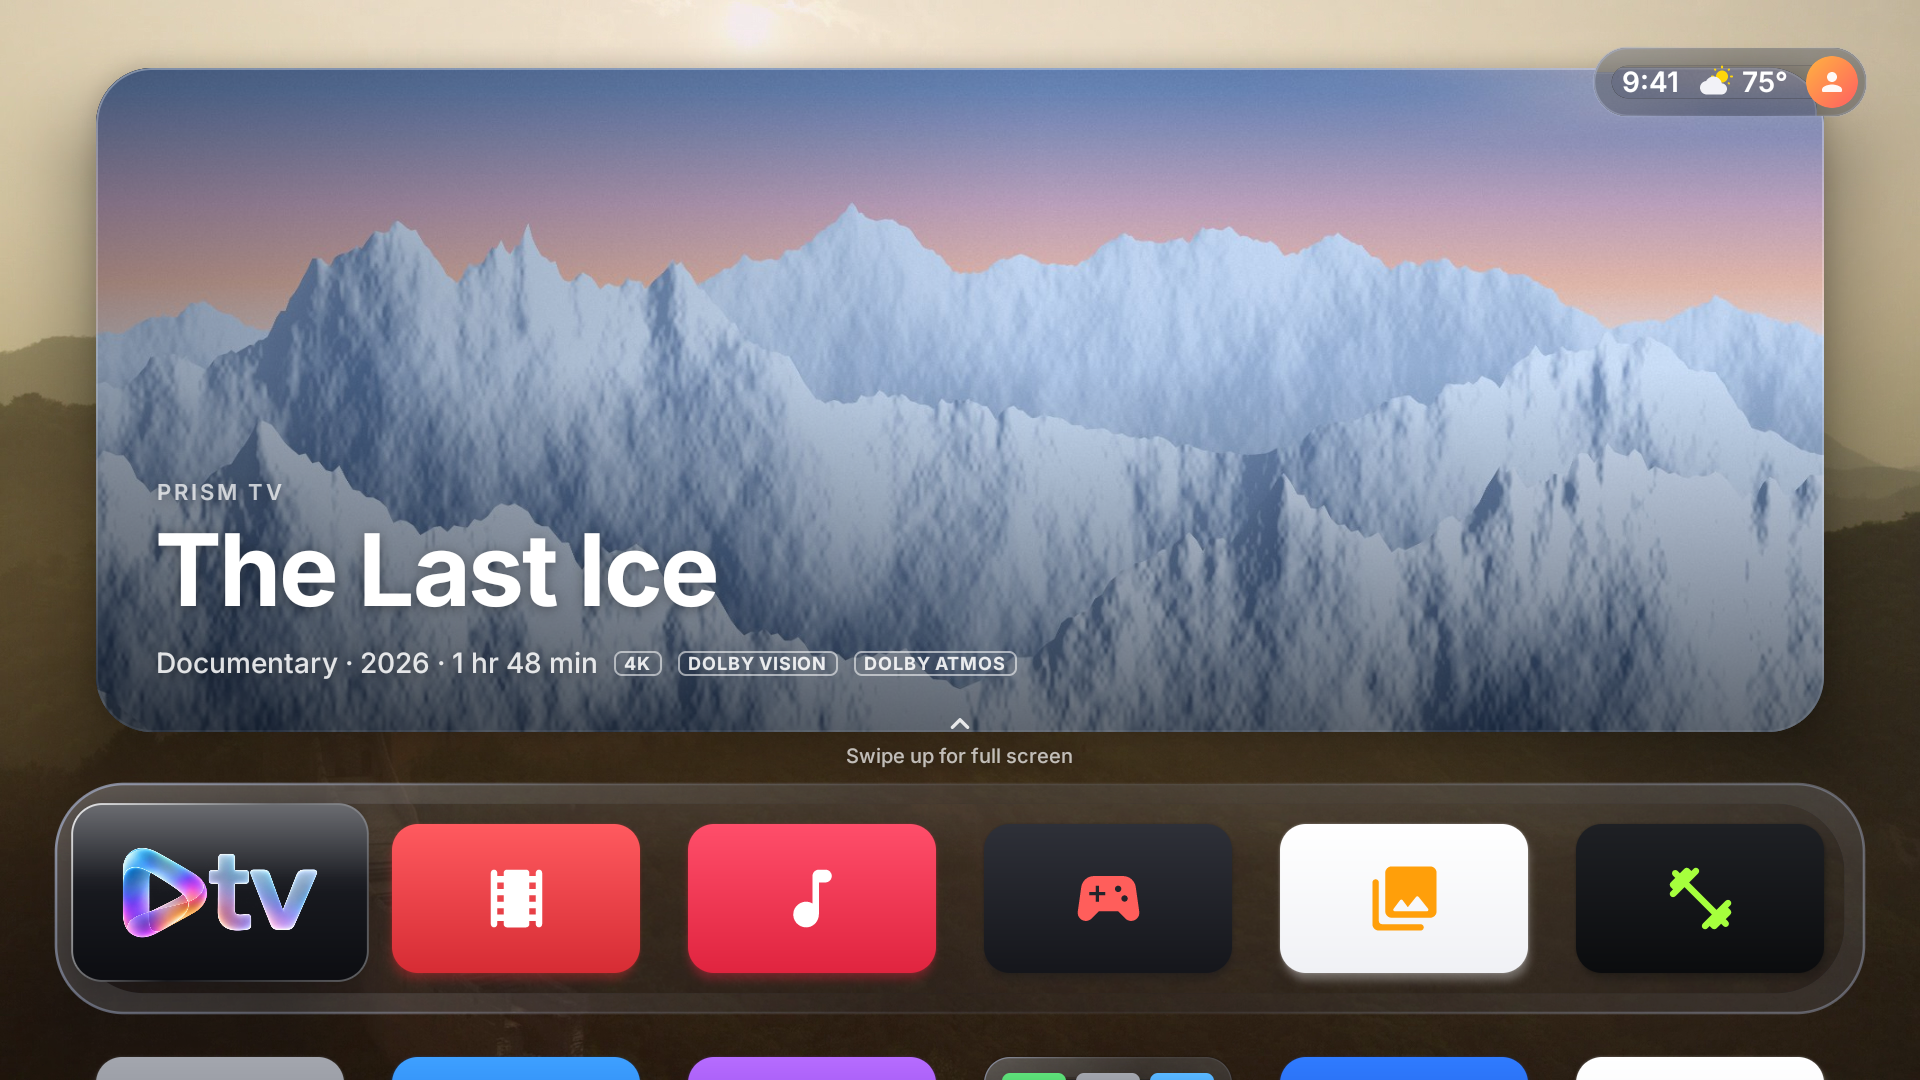 9:41 75°
PRISM TV
The Last Ice
Documentary · 2026 · 1 hr 48 min 4K DOLBY VISION DOLBY ATMOS
Swipe up for full screen
tv